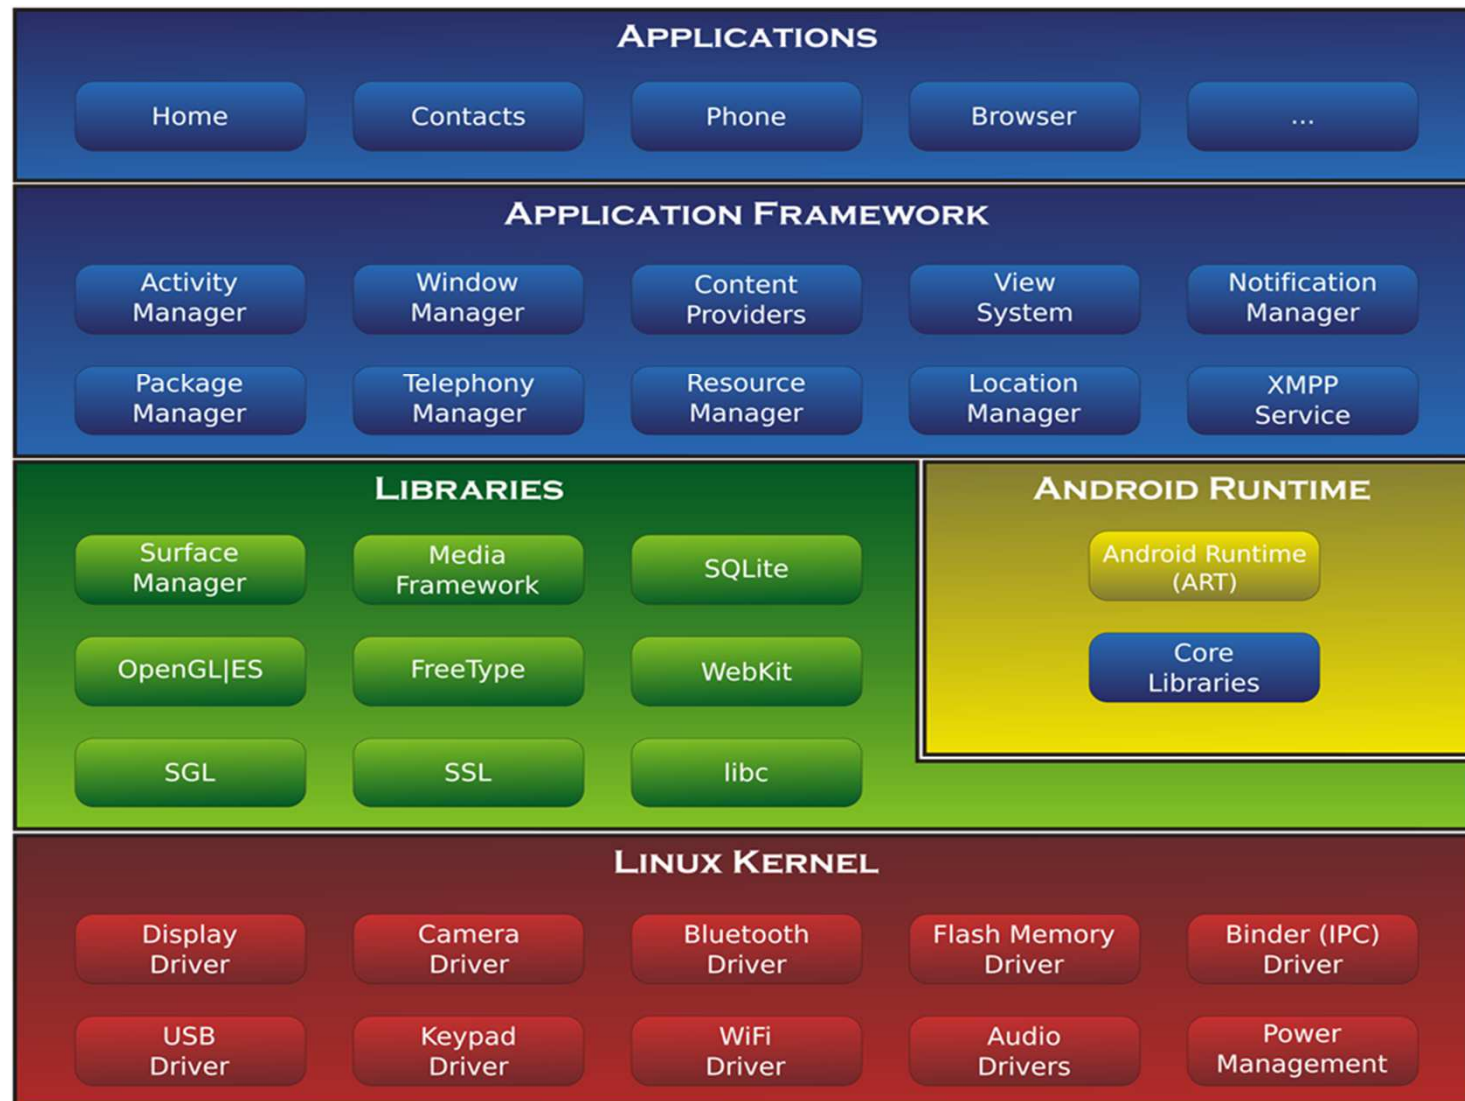 APPLICATIONS
Home
Contacts
Phone
Browser
...
APPLICATION FRAMEWORK
Activity
Manager
Window
Manager
Content
Providers
View
System
Notification
Manager
Package
Manager
Telephony
Manager
Resource
Manager
Location
Manager
XMPP
Service
LIBRARIES
Surface
Manager
Media
Framework
SQLite
OpenGL|ES
FreeType
WebKit
SGL
SSL
libc
ANDROID RUNTIME
Android Runtime
(ART)
Core
Libraries
LINUX KERNEL
Display
Driver
Camera
Driver
Bluetooth
Driver
Flash Memory
Driver
Binder (IPC)
Driver
USB
Driver
Keypad
Driver
WiFi
Driver
Audio
Drivers
Power
Management